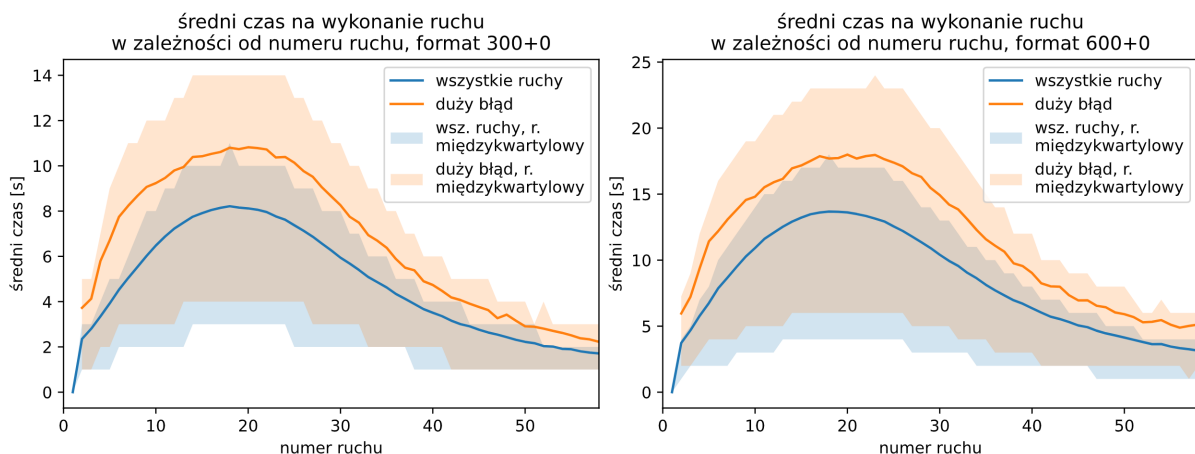 średni czas na wykonanie ruchu
w zależności od numeru ruchu, format 300+0
14
12
10
8
6
4
2
0
średni czas [s]
0
10
20
30
40
50
numer ruchu
wszystkie ruchy
duży błąd
wsz. ruchy, r.
międzykwartylowy
duży błąd, r.
międzykwartylowy
średni czas na wykonanie ruchu
w zależności od numeru ruchu, format 600+0
25
20
15
10
5
0
średni czas [s]
0
10
20
30
40
50
numer ruchu
wszystkie ruchy
duży błąd
wsz. ruchy, r.
międzykwartylowy
duży błąd, r.
międzykwartylowy